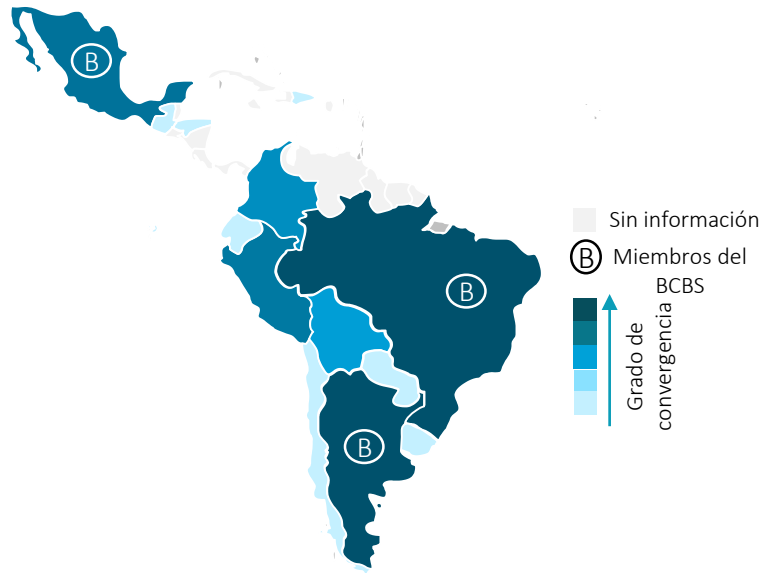 B
Sin información
B Miembros del
BCBS
B
Grado de
convergencia
B